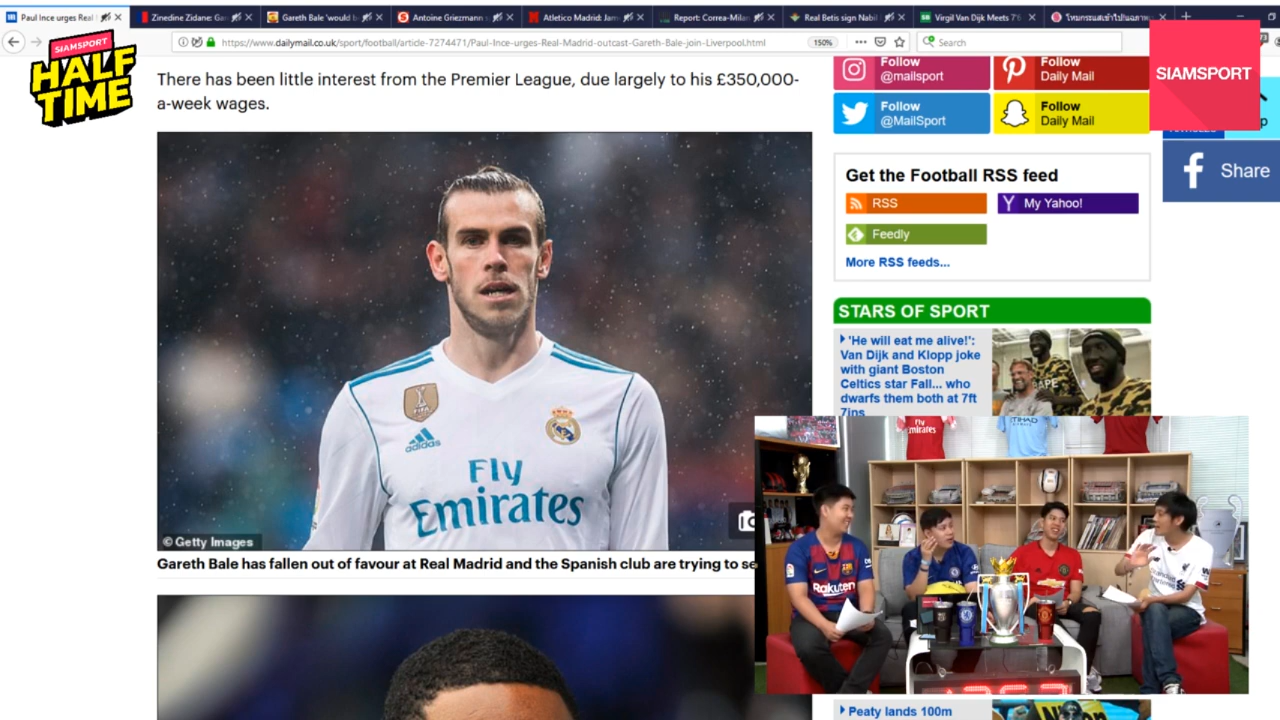 Paul Ince urges Real
Zinedine Zidane: Gar
Gareth Bale 'would b
Antoine Griezmann
Atletico Madrid: Jam
Report: Correa-Milan
Real Betis sign Nabil
Virgil Van Dijk Meets 7'
https://www.dailymail.co.uk/sport/football/article-7274471/Paul-Ince-urges-Real-Madrid-outcast-Gareth-Bale-join-Liverpool.html
150%
Search
SIAMSPORT
HALF
TIME
SIAMSPORT
There has been little interest from the Premier League, due largely to his £350,000-
a-week wages.
Follow
@mailsport
Follow
Daily Mail
Follow
@MailSport
Follow
Daily Mail
Share
Get the Football RSS feed
RSS
My Yahoo!
Feedly
More RSS feeds...
STARS OF SPORT
'He will eat me alive!':
Van Dijk and Klopp joke
with giant Boston
Celtics star Fall... who
dwarfs them both at 7ft
7ins
FIFA
adidas
Fly
Emirates
© Getty Images
Gareth Bale has fallen out of favour at Real Madrid and the Spanish club are trying to se
Emirates
ETIHAD
Rakuten
Peaty lands 100m